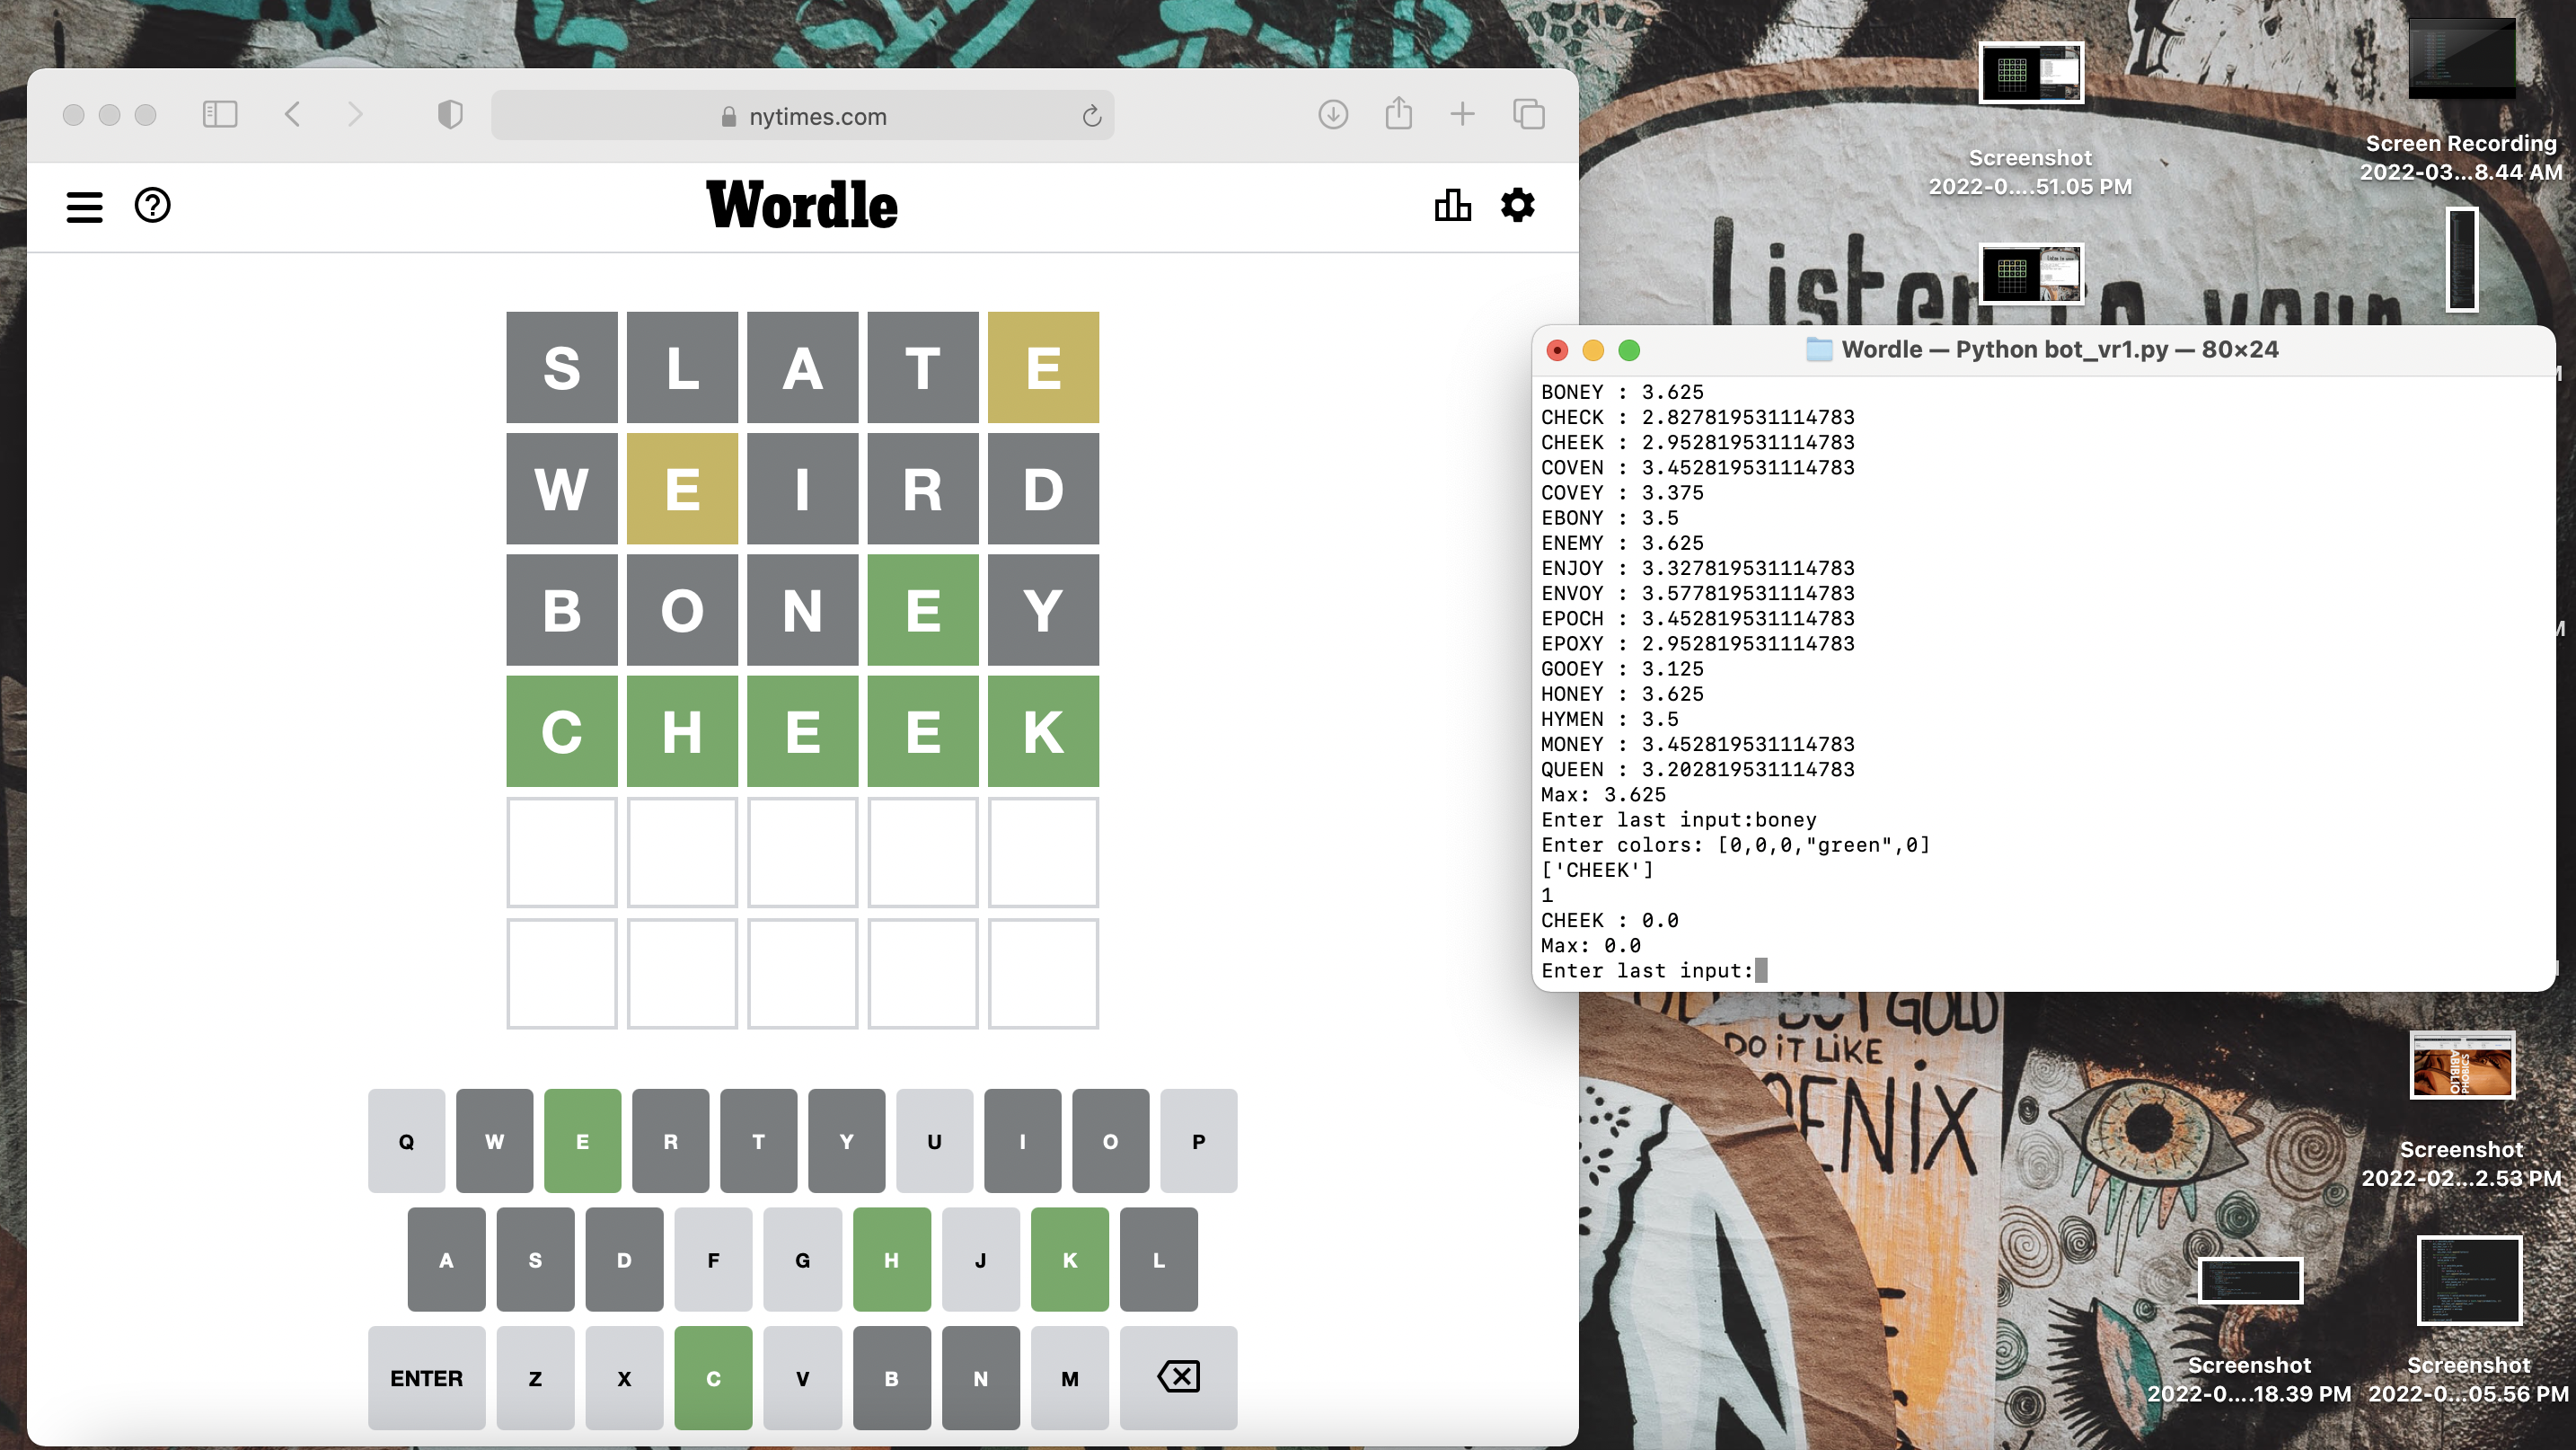 nytimes.com
Wordle
S L A T E
W E I R D
B O N E Y
C H E E K
Q W E R T Y U I O P
A S D F G H J K L
ENTER Z X C V B N M
Screenshot
2022-0....51.05 PM
Screen Recording
2022-03...8.44 AM
Listen to your
Wordle — Python bot_vr1.py — 80×24
BONEY : 3.625
CHECK : 2.827819531114783
CHEEK : 2.952819531114783
COVEN : 3.452819531114783
COVEY : 3.375
EBONY : 3.5
ENEMY : 3.625
ENJOY : 3.327819531114783
ENVOY : 3.577819531114783
EPOCH : 3.452819531114783
EPOXY : 2.952819531114783
GOOEY : 3.125
HONEY : 3.625
HYMEN : 3.5
MONEY : 3.452819531114783
QUEEN : 3.202819531114783
Max: 3.625
Enter last input:boney
Enter colors: [0,0,0,"green",0]
['CHEEK']
1
CHEEK : 0.0
Max: 0.0
Enter last input:
GOLD
DO iT LiKE
ENiX
Screenshot
2022-02...2.53 PM
Screenshot
2022-0....18.39 PM
Screenshot
2022-0...05.56 PM